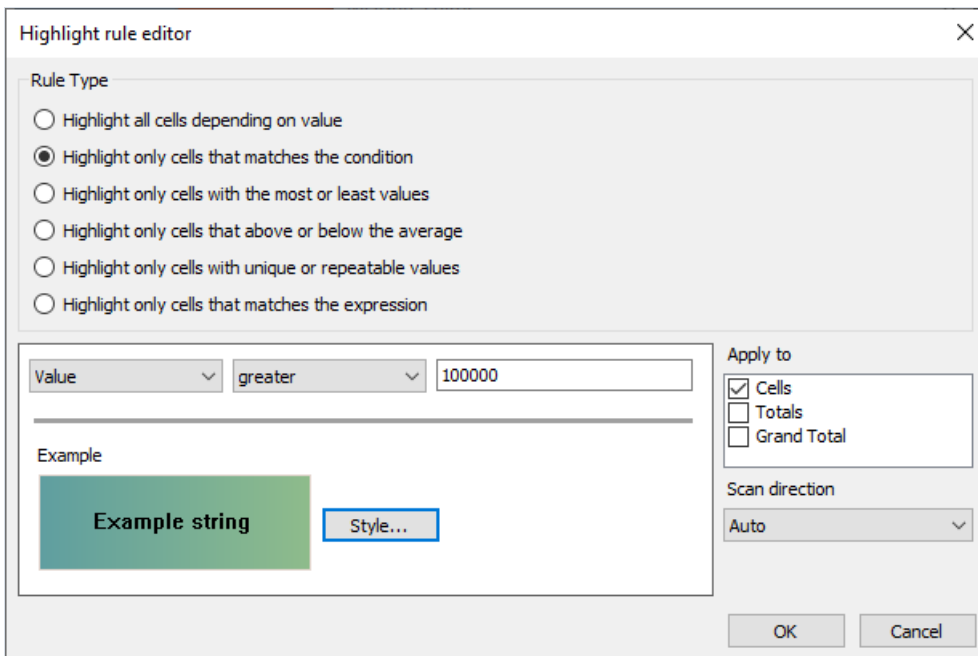 Highlight rule editor
Rule Type
Highlight all cells depending on value
Highlight only cells that matches the condition
Highlight only cells with the most or least values
Highlight only cells that above or below the average
Highlight only cells with unique or repeatable values
Highlight only cells that matches the expression
Value greater 100000
Example
Example string
Style...
Apply to
Cells
Totals
Grand Total
Scan direction
Auto
OK Cancel